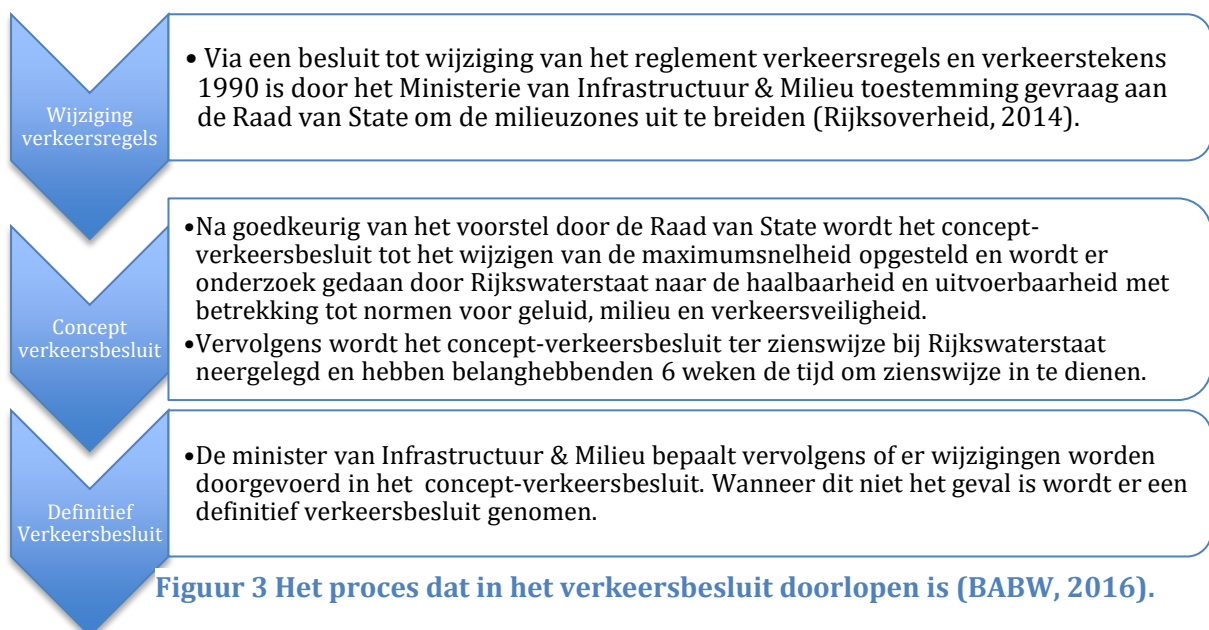 Wijziging
verkeersregels
• Via een besluit tot wijziging van het reglement verkeersregels en verkeerstekens
1990 is door het Ministerie van Infrastructuur & Milieu toestemming gevraag aan
de Raad van State om de milieuzones uit te breiden (Rijksoverheid, 2014).
Concept
verkeersbesluit
•Na goedkeurig van het voorstel door de Raad van State wordt het concept-
verkeersbesluit tot het wijzigen van de maximumsnelheid opgesteld en wordt er
onderzoek gedaan door Rijkswaterstaat naar de haalbaarheid en uitvoerbaarheid met
betrekking tot normen voor geluid, milieu en verkeersveiligheid.
•Vervolgens wordt het concept-verkeersbesluit ter zienswijze bij Rijkswaterstaat
neergelegd en hebben belanghebbenden 6 weken de tijd om zienswijze in te dienen.
Definitief
Verkeersbesluit
•De minister van Infrastructuur & Milieu bepaalt vervolgens of er wijzigingen worden
doorgevoerd in het  concept-verkeersbesluit. Wanneer dit niet het geval is wordt er een
definitief verkeersbesluit genomen.
Figuur 3 Het proces dat in het verkeersbesluit doorlopen is (BABW, 2016).